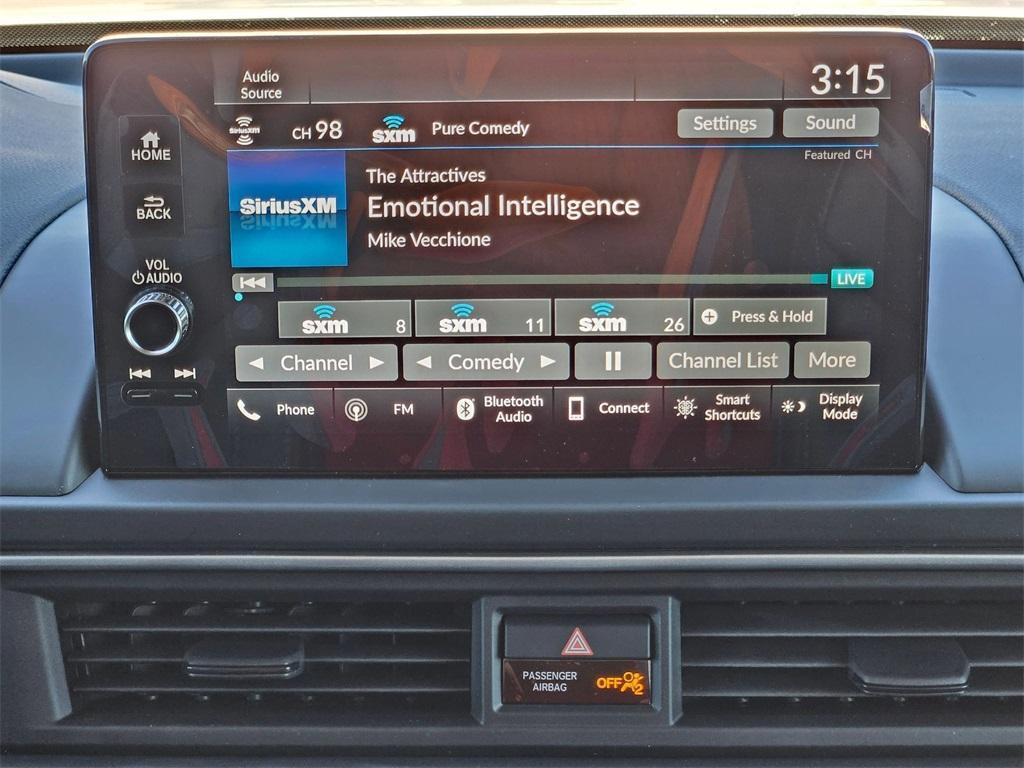 Audio
Source
3:15
HOME
BACK
VOL
AUDIO
SiriusXM
CH 98
sxm
Pure Comedy
Settings
Sound
Featured CH
SiriusXM
The Attractives
Emotional Intelligence
Mike Vecchione
LIVE
sxm 8
sxm 11
sxm 26
Press & Hold
Channel
Comedy
Channel List
More
Phone
FM
Bluetooth
Audio
Connect
Smart
Shortcuts
Display
Mode
PASSENGER
AIRBAG
OFF
2